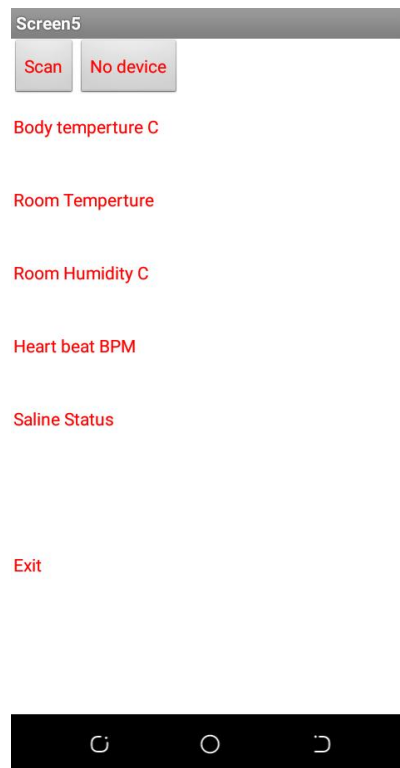 Screen5
Scan No device
Body temperture C
Room Temperture
Room Humidity C
Heart beat BPM
Saline Status
Exit